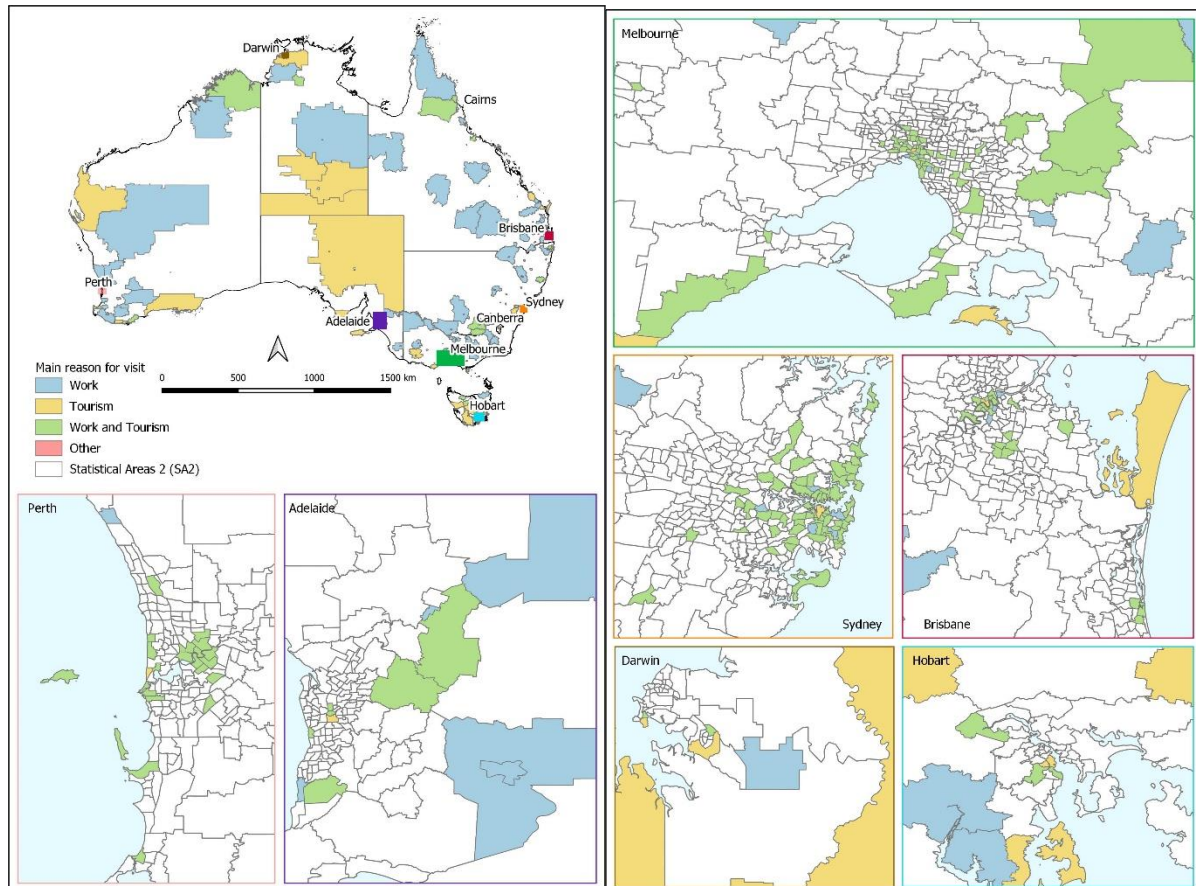 Darwin
Cairns
Brisbane
Perth
Sydney
Adelaide
Canberra
Melbourne
Hobart
Main reason for visit
Work
Tourism
Work and Tourism
Other
Statistical Areas 2 (SA2)
0 500 1000 1500 km
Melbourne
Sydney
Brisbane
Perth
Adelaide
Darwin
Hobart